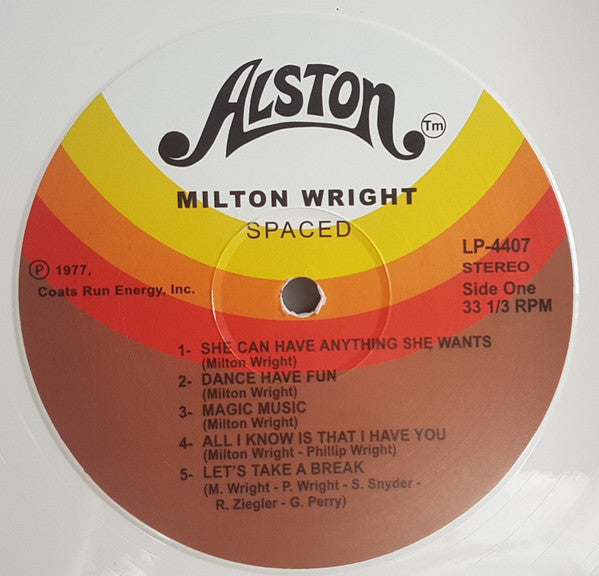 ALSTON
Tm
MILTON WRIGHT
SPACED
Ⓟ 1977,
Coats Run Energy, Inc.
LP-4407
STEREO
Side One
33 1/3 RPM
1- SHE CAN HAVE ANYTHING SHE WANTS
(Milton Wright)
2- DANCE HAVE FUN
(Milton Wright)
3- MAGIC MUSIC
(Milton Wright)
4- ALL I KNOW IS THAT I HAVE YOU
(Milton Wright - Phillip Wright)
5- LET'S TAKE A BREAK
(M. Wright - P. Wright - S. Snyder -
R. Ziegler - G. Perry)